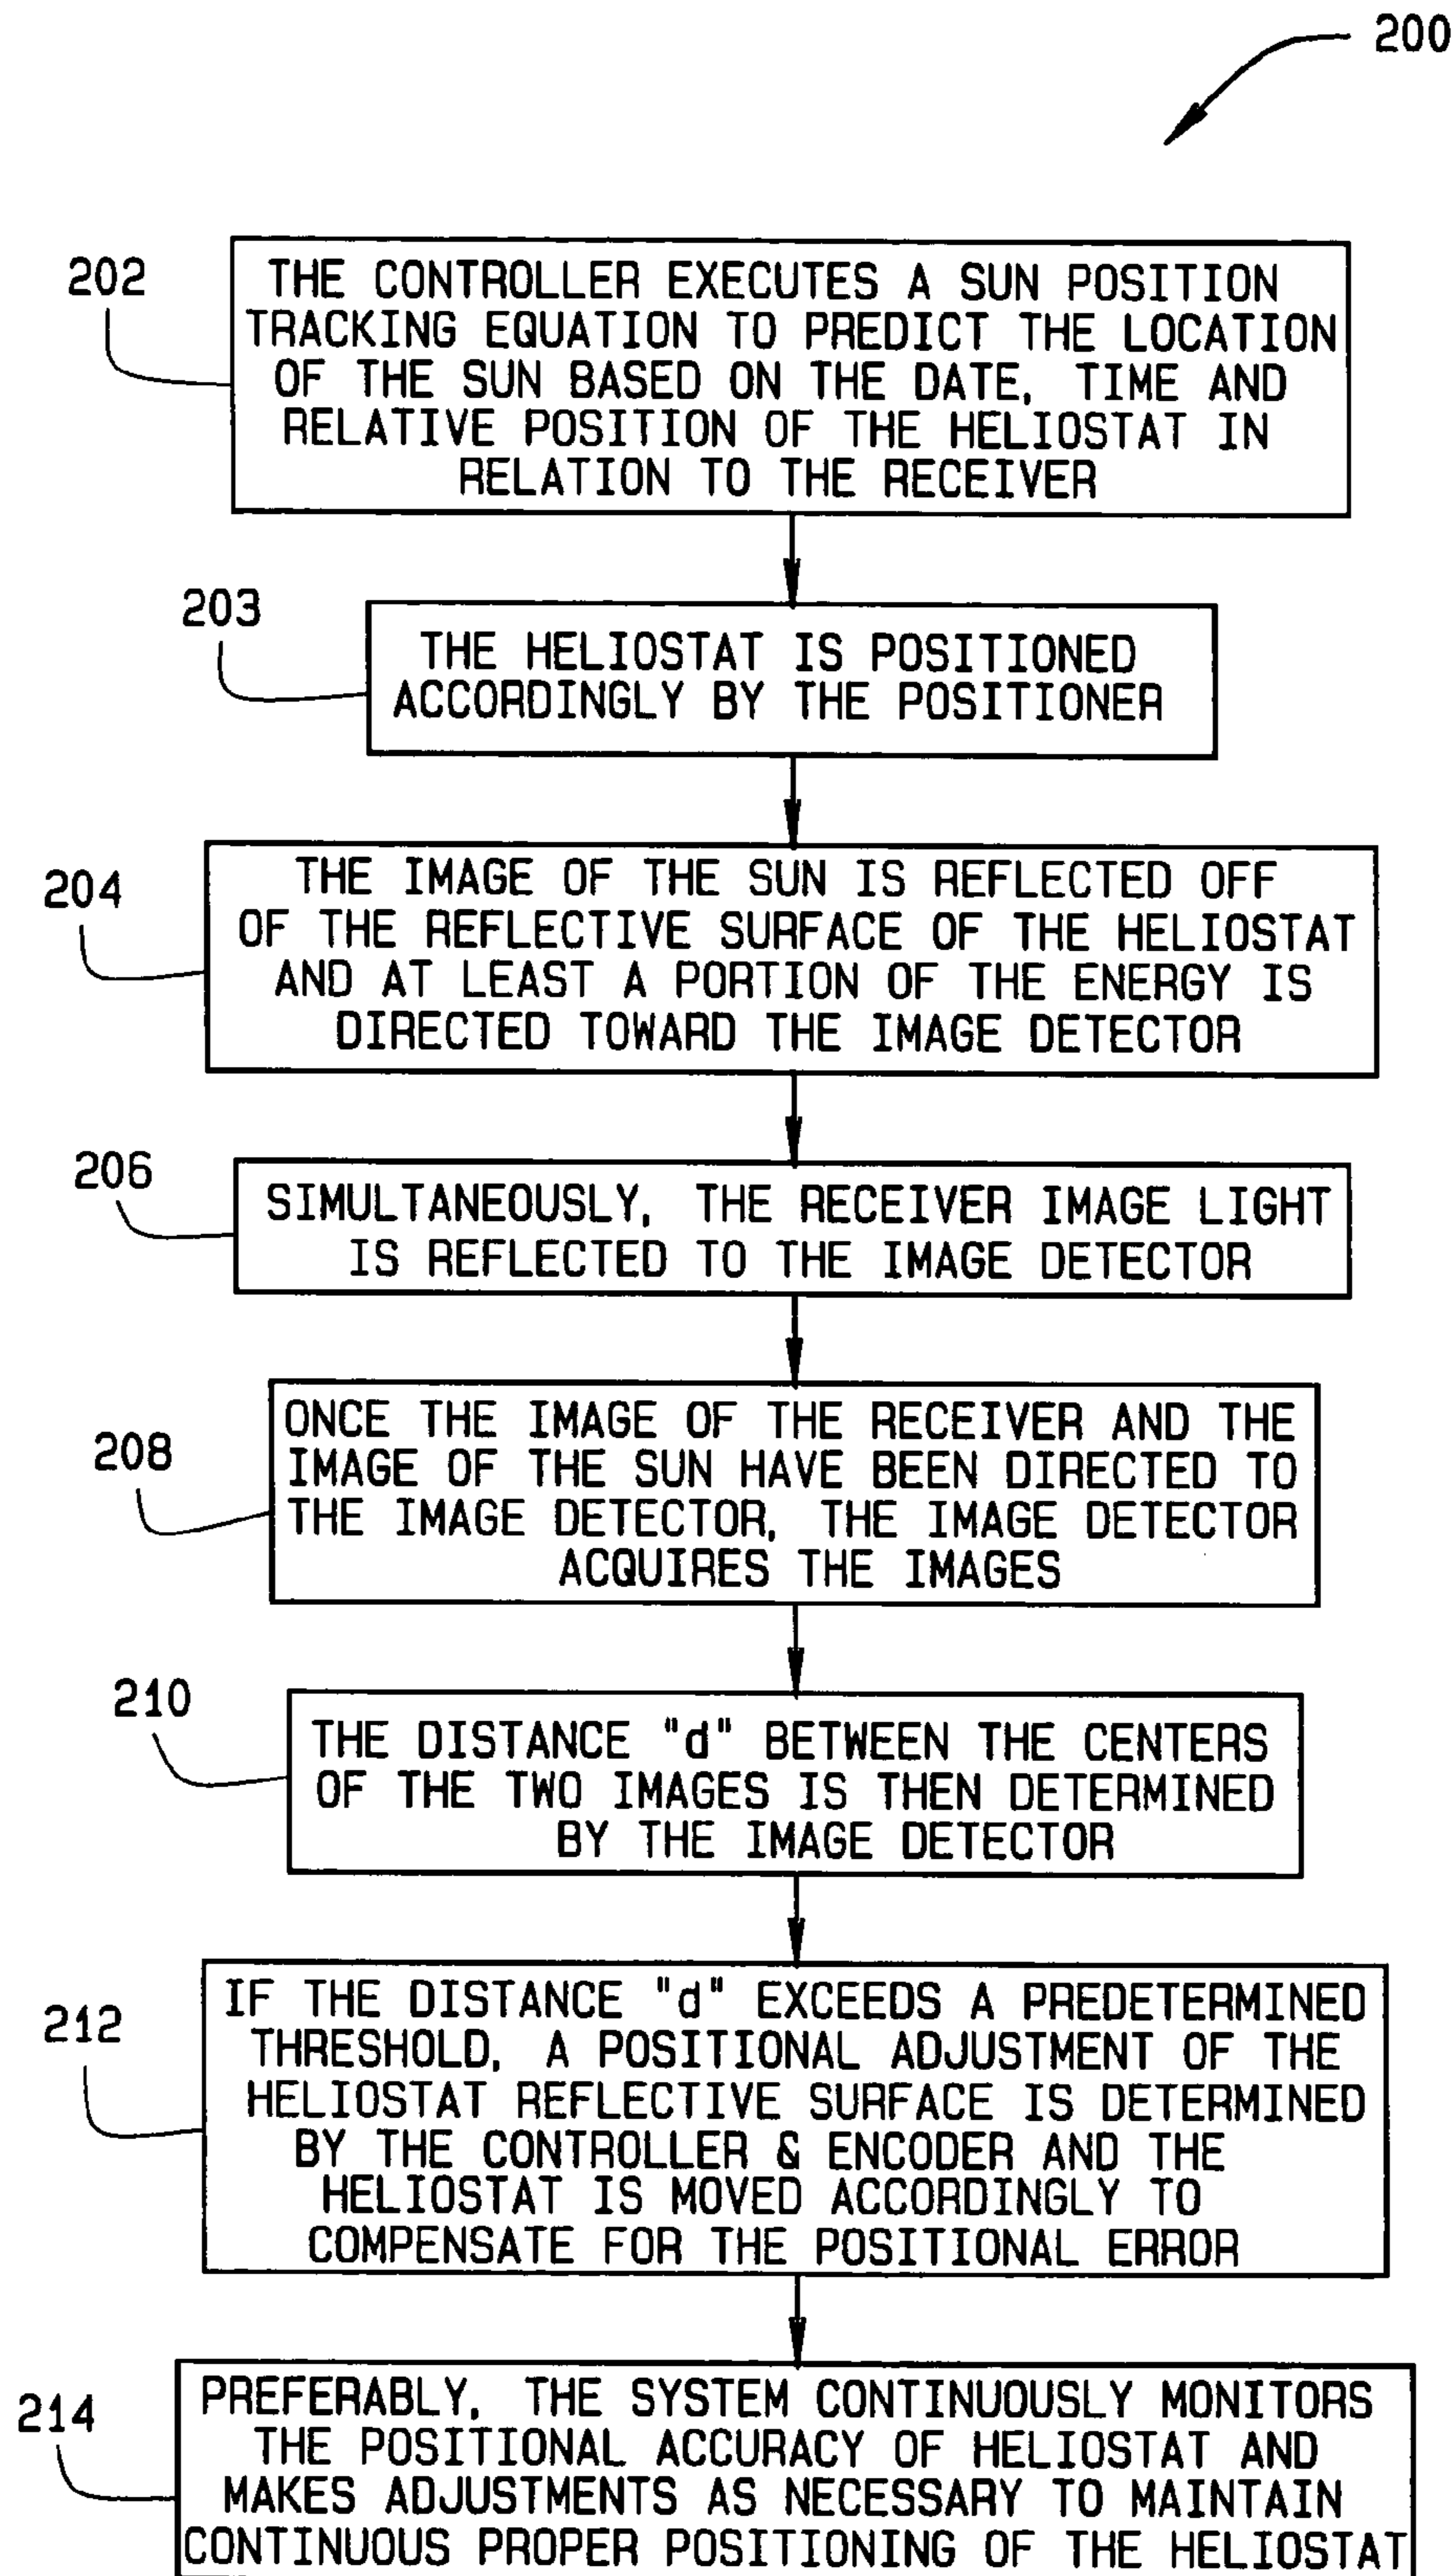 200
202
THE CONTROLLER EXECUTES A SUN POSITION
TRACKING EQUATION TO PREDICT THE LOCATION
OF THE SUN BASED ON THE DATE, TIME AND
RELATIVE POSITION OF THE HELIOSTAT IN
RELATION TO THE RECEIVER
203
THE HELIOSTAT IS POSITIONED
ACCORDINGLY BY THE POSITIONER
204
THE IMAGE OF THE SUN IS REFLECTED OFF
OF THE REFLECTIVE SURFACE OF THE HELIOSTAT
AND AT LEAST A PORTION OF THE ENERGY IS
DIRECTED TOWARD THE IMAGE DETECTOR
206
SIMULTANEOUSLY, THE RECEIVER IMAGE LIGHT
IS REFLECTED TO THE IMAGE DETECTOR
208
ONCE THE IMAGE OF THE RECEIVER AND THE
IMAGE OF THE SUN HAVE BEEN DIRECTED TO
THE IMAGE DETECTOR, THE IMAGE DETECTOR
ACQUIRES THE IMAGES
210
THE DISTANCE "d" BETWEEN THE CENTERS
OF THE TWO IMAGES IS THEN DETERMINED
BY THE IMAGE DETECTOR
212
IF THE DISTANCE "d" EXCEEDS A PREDETERMINED
THRESHOLD, A POSITIONAL ADJUSTMENT OF THE
HELIOSTAT REFLECTIVE SURFACE IS DETERMINED
BY THE CONTROLLER & ENCODER AND THE
HELIOSTAT IS MOVED ACCORDINGLY TO
COMPENSATE FOR THE POSITIONAL ERROR
214
PREFERABLY, THE SYSTEM CONTINUOUSLY MONITORS
THE POSITIONAL ACCURACY OF HELIOSTAT AND
MAKES ADJUSTMENTS AS NECESSARY TO MAINTAIN
CONTINUOUS PROPER POSITIONING OF THE HELIOSTAT